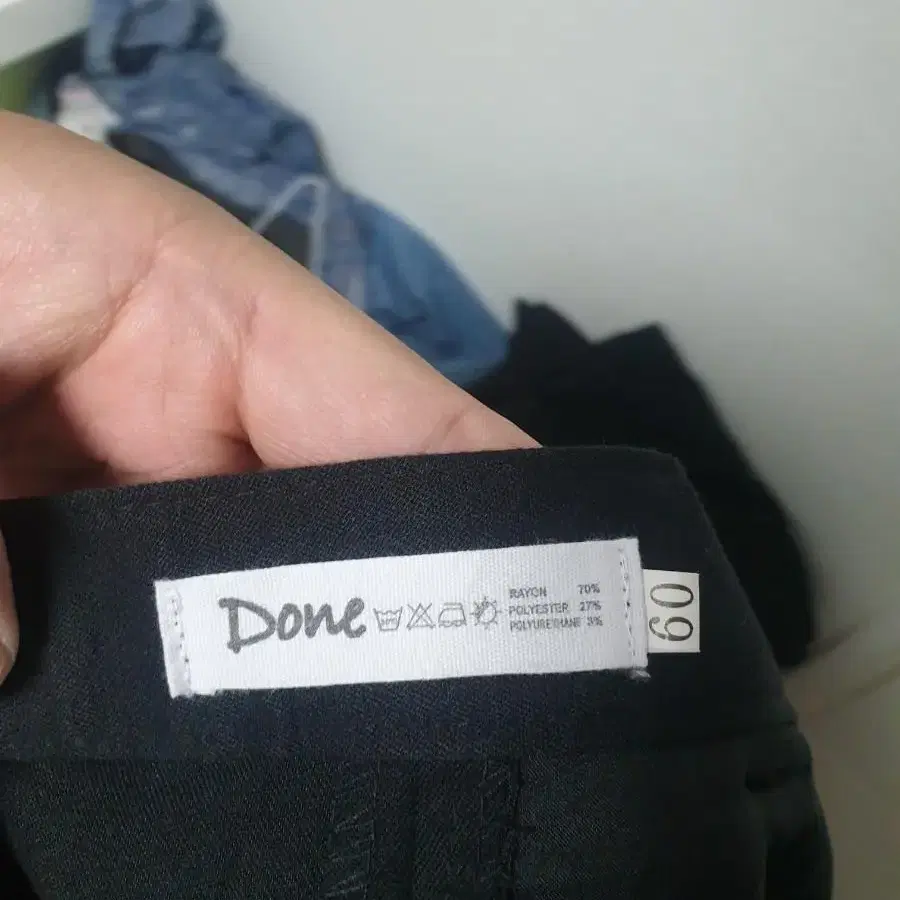 Done
RAYON 70%
POLYESTER 27%
POLYURETHANE 3%
60